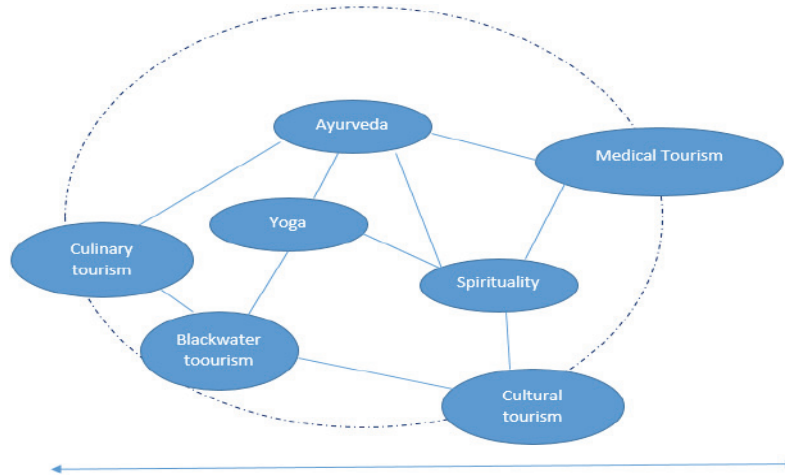 Ayurveda
Medical Tourism
Yoga
Culinary
tourism
Spirituality
Blackwater
toourism
Cultural
tourism